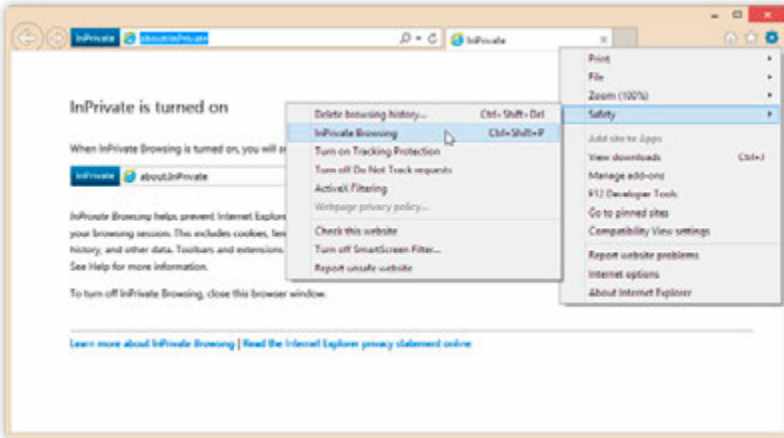 InPrivate about:InPrivate InPrivate
InPrivate is turned on
When InPrivate Browsing is turned on, you will
InPrivate about:InPrivate
InPrivate Browsing helps prevent Internet Explorer
your browsing session. This includes cookies,
history, and other data. Toolbars and extensions
See Help for more information.
To turn off InPrivate Browsing, close this browser window.
Learn more about InPrivate Browsing | Read the Internet Explorer privacy statement online
Delete browsing history... Ctrl+Shift+Del
InPrivate Browsing Ctrl+Shift+P
Turn on Tracking Protection
Turn off Do Not Track requests
ActiveX Filtering
Webpage privacy policy...
Check this website
Turn off SmartScreen Filter...
Report unsafe website
Print
File
Zoom (100%)
Safety
Add site to Apps
View downloads Ctrl+J
Manage add-ons
F12 Developer Tools
Go to pinned sites
Compatibility View settings
Report website problems
Internet options
About Internet Explorer